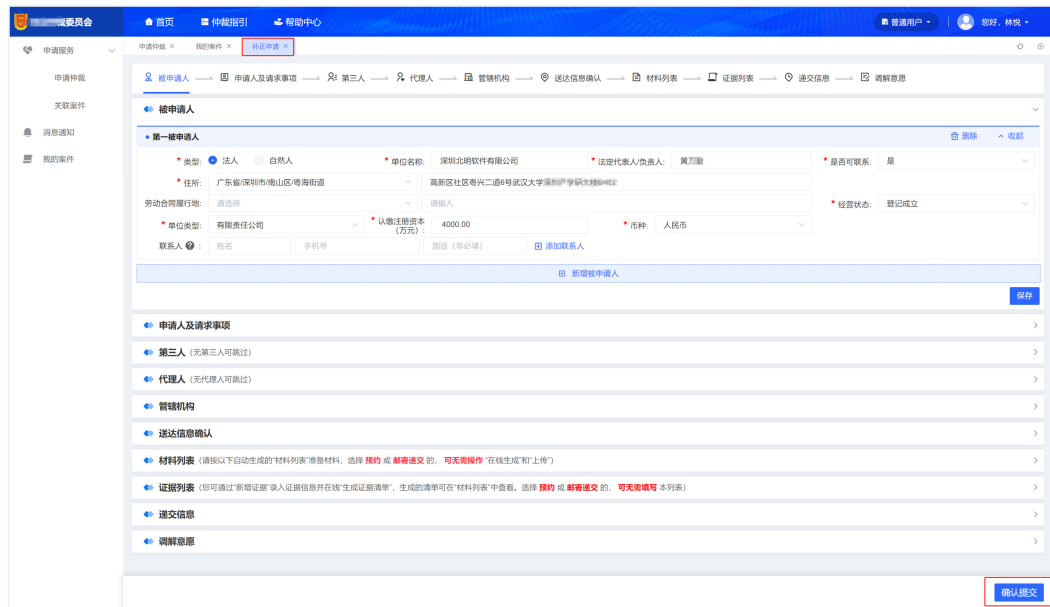 委员会 首页 仲裁指引 帮助中心 普通用户 您好，林悦
申请服务 申请仲裁 × 我的案件 × 补正申请 ×
申请仲裁
关联案件
消息通知
我的案件
被申请人 申请人及请求事项 第三人 代理人 管辖机构 送达信息确认 材料列表 证据列表 递交信息 调解意愿
被申请人
第一被申请人 删除 收起
* 类型: 法人 自然人 * 单位名称: 深圳北明软件有限公司 * 法定代表人/负责人: 黄 * 是否可联系: 是
* 住所: 广东省/深圳市/南山区/粤海街道 高新区社区粤兴二道6号武汉大学
劳动合同履行地: 请选择 请输入 * 经营状态: 登记成立
* 单位类型: 有限责任公司 * 认缴注册资本（万元）: 4000.00 * 币种: 人民币
联系人 ? : 姓名 手机号 固话（非必填） 添加联系人
新增被申请人
保存
申请人及请求事项
第三人（无第三人可跳过）
代理人（无代理人可跳过）
管辖机构
送达信息确认
材料列表（请按以下自动生成的“材料列表”准备材料，选择 预约 或 邮寄递交 的， 可无需操作 “在线生成”和“上传”）
证据列表（您可通过“新增证据”录入证据信息并在线“生成证据清单”，生成的清单可在“材料列表”中查看。选择 预约 或 邮寄递交 的， 可无需填写 本列表）
递交信息
调解意愿
确认提交